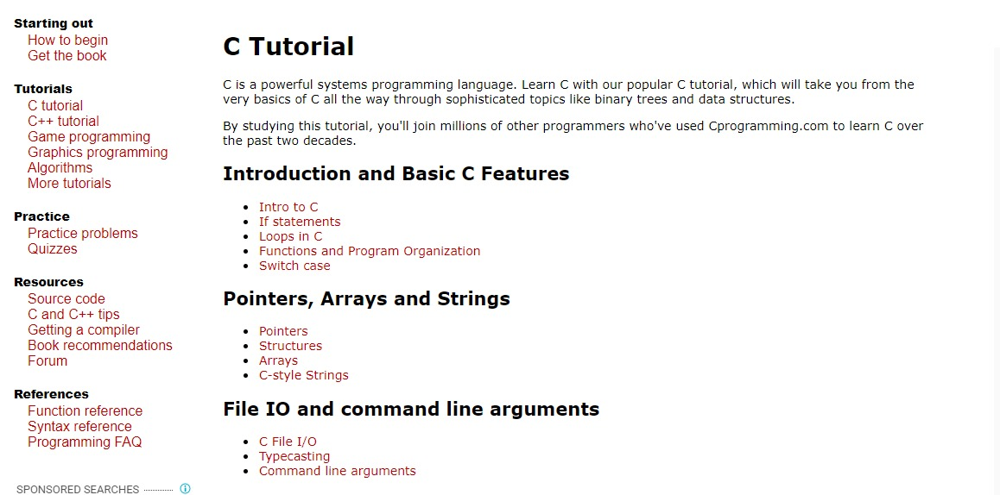 Starting out
How to begin
Get the book
Tutorials
C tutorial
C++ tutorial
Game programming
Graphics programming
Algorithms
More tutorials
Practice
Practice problems
Quizzes
Resources
Source code
C and C++ tips
Getting a compiler
Book recommendations
Forum
References
Function reference
Syntax reference
Programming FAQ
SPONSORED SEARCHES
C Tutorial
C is a powerful systems programming language. Learn C with our popular C tutorial, which will take you from the
very basics of C all the way through sophisticated topics like binary trees and data structures.
By studying this tutorial, you'll join millions of other programmers who've used Cprogramming.com to learn C over
the past two decades.
Introduction and Basic C Features
Intro to C
If statements
Loops in C
Functions and Program Organization
Switch case
Pointers, Arrays and Strings
Pointers
Structures
Arrays
C-style Strings
File IO and command line arguments
C File I/O
Typecasting
Command line arguments